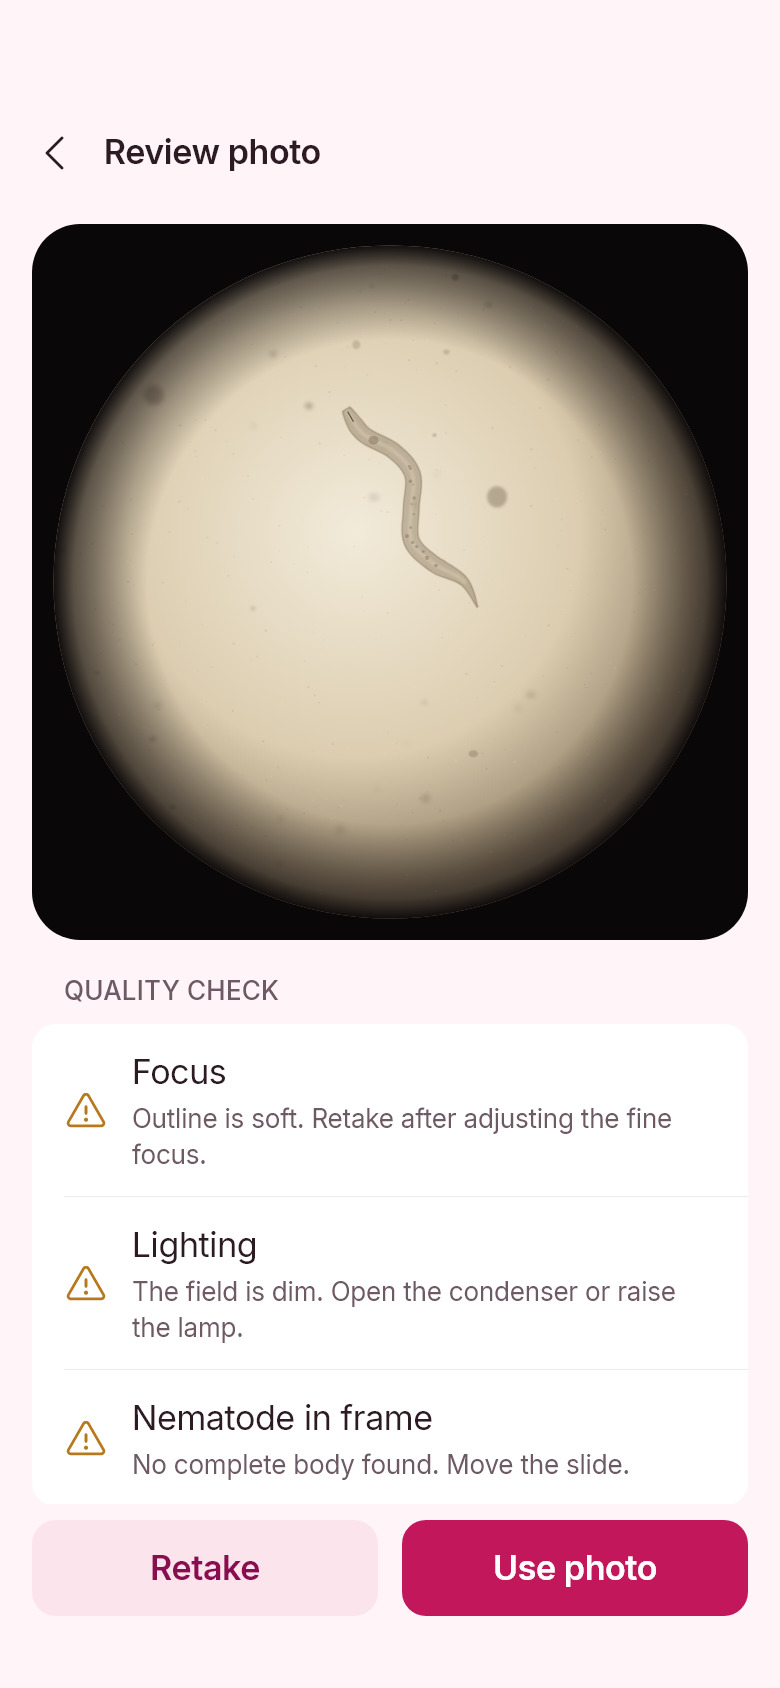 Review photo
QUALITY CHECK
Focus
Outline is soft. Retake after adjusting the fine
focus.
Lighting
The field is dim. Open the condenser or raise
the lamp.
Nematode in frame
No complete body found. Move the slide.
Retake
Use photo